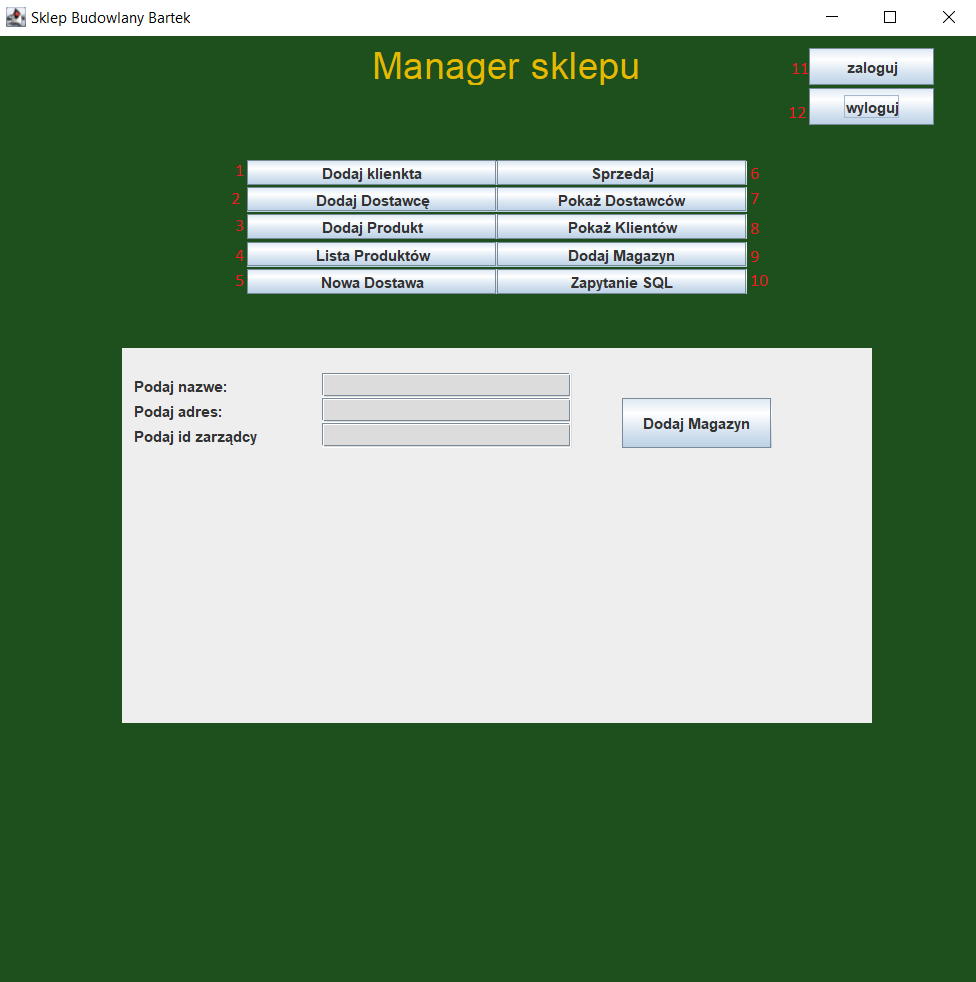 Sklep Budowlany Bartek
Manager sklepu
11 zaloguj
12 wyloguj
1 Dodaj klienkta Sprzedaj 6
2 Dodaj Dostawcę Pokaż Dostawców 7
3 Dodaj Produkt Pokaż Klientów 8
4 Lista Produktów Dodaj Magazyn 9
5 Nowa Dostawa Zapytanie SQL 10
Podaj nazwe:
Podaj adres:
Podaj id zarządcy
Dodaj Magazyn